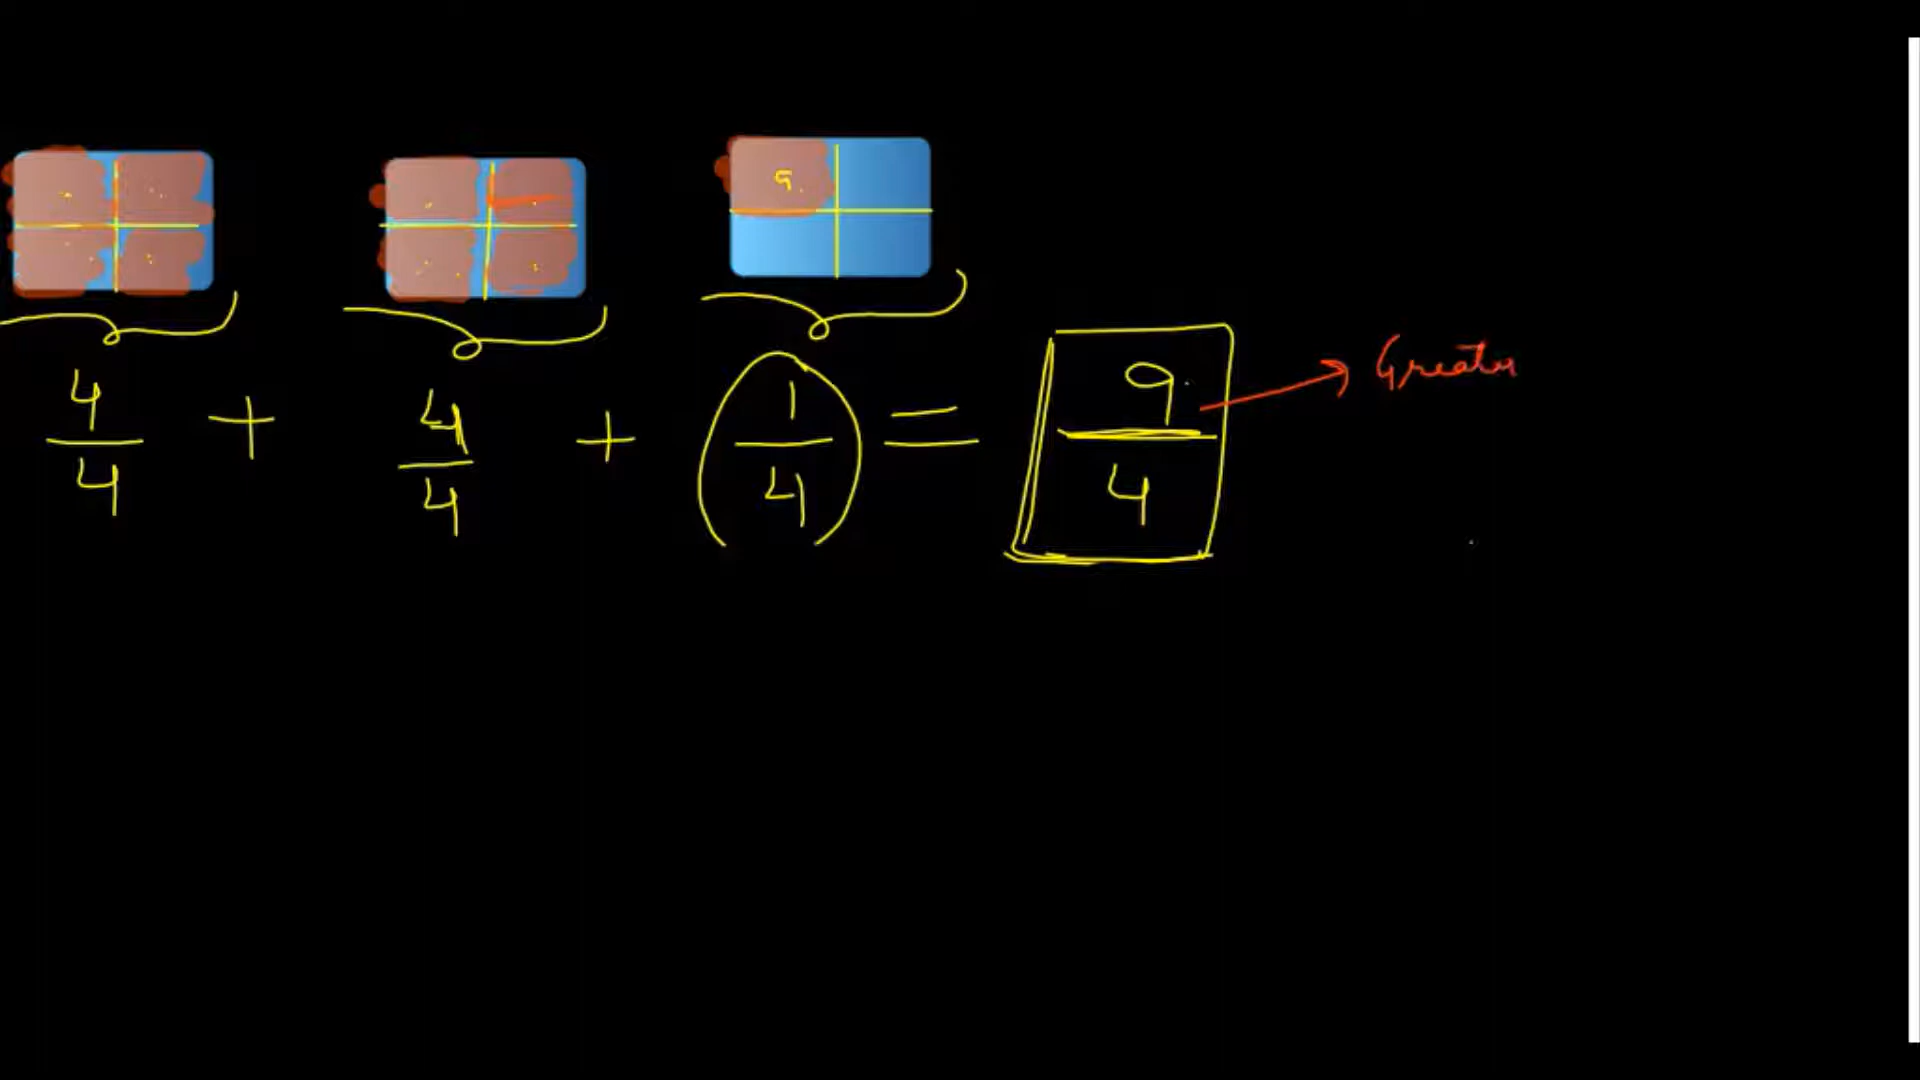 9
4/4 + 4/4 + 1/4 = 9/4 → Greater